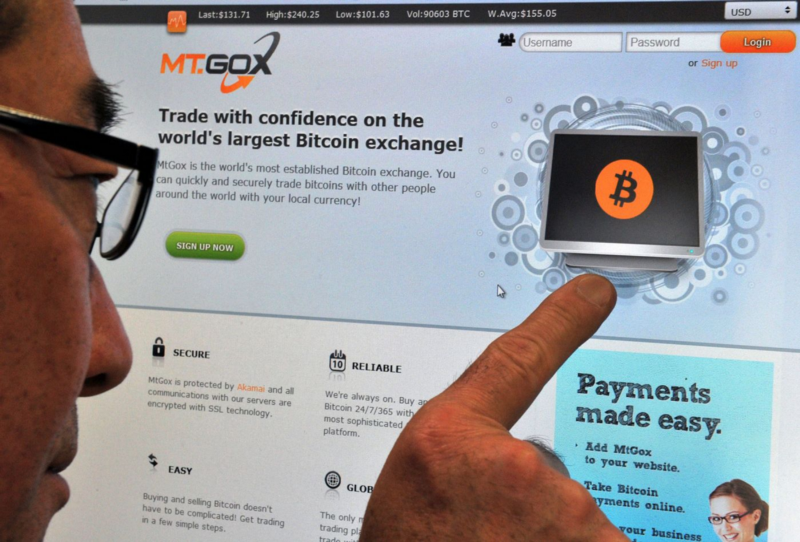 Last:$131.71 High:$240.25 Low:$101.63 Vol:90603 BTC W.Avg:$155.05 USD
Username Password Login
or Sign up
MT.GOX
Trade with confidence on the
world's largest Bitcoin exchange!
MtGox is the world's most established Bitcoin exchange. You
can quickly and securely trade bitcoins with other people
around the world with your local currency!
SIGN UP NOW
SECURE
MtGox is protected by Akamai and all
communications with our servers are
encrypted with SSL technology.
10 RELIABLE
We're always on. Buy
Bitcoin 24/7/365 with
most sophisticated
platform.
EASY
Buying and selling Bitcoin doesn't
have to be complicated! Get trading
in a few simple steps.
GLOB
The only
trading
Payments
made easy.
Add MtGox
to your website.
Take Bitcoin
payments online.
your business